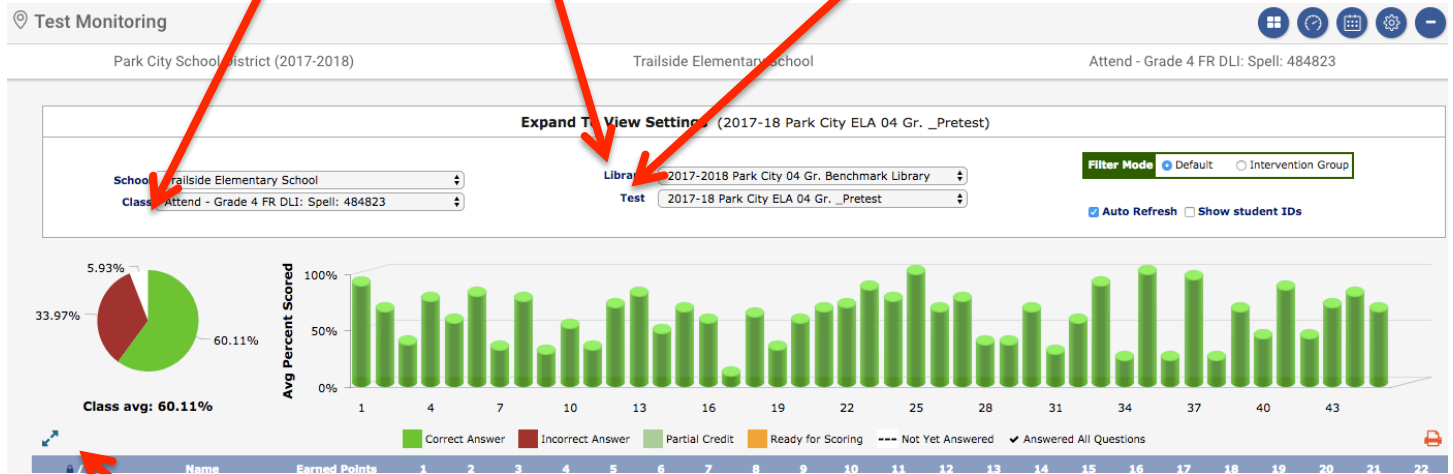 Test Monitoring
Park City School District (2017-2018) Trailside Elementary School Attend - Grade 4 FR DLI: Spell: 484823
Expand To View Settings (2017-18 Park City ELA 04 Gr. _Pretest)
School Trailside Elementary School Library 2017-2018 Park City 04 Gr. Benchmark Library Filter Mode Default Intervention Group
Class Attend - Grade 4 FR DLI: Spell: 484823 Test 2017-18 Park City ELA 04 Gr. _Pretest
Auto Refresh Show student IDs
5.93%
33.97%
60.11%
Class avg: 60.11%
Avg Percent Scored
100%
50%
0%
1 4 7 10 13 16 19 22 25 28 31 34 37 40 43
Correct Answer Incorrect Answer Partial Credit Ready for Scoring --- Not Yet Answered ✔ Answered All Questions
/ Name Earned Points 1 2 3 4 5 6 7 8 9 10 11 12 13 14 15 16 17 18 19 20 21 22